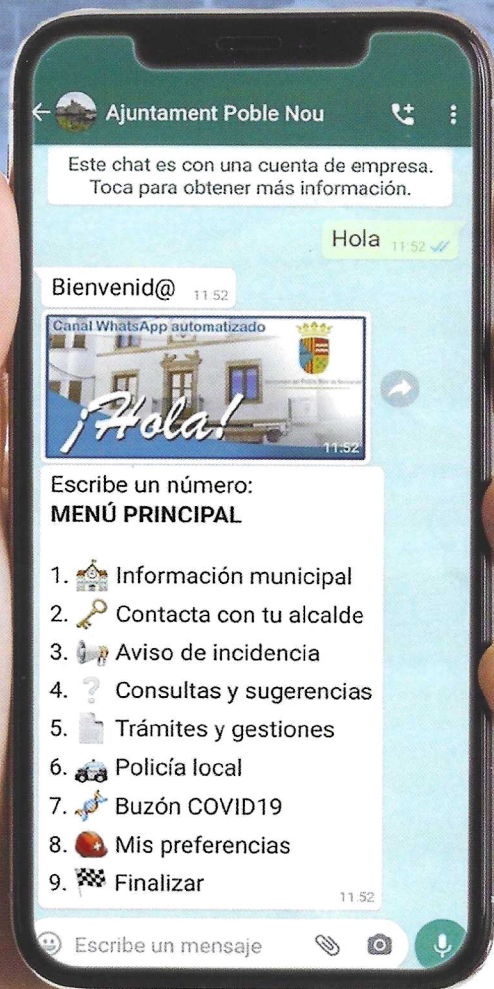 Ajuntament Poble Nou
Este chat es con una cuenta de empresa.
Toca para obtener más información.
Hola 11:52
Bienvenid@ 11:52
Canal WhatsApp automatizado
¡Hola!
11:52
Escribe un número:
MENÚ PRINCIPAL
1. Información municipal
2. Contacta con tu alcalde
3. Aviso de incidencia
4. Consultas y sugerencias
5. Trámites y gestiones
6. Policía local
7. Buzón COVID19
8. Mis preferencias
9. Finalizar
11:52
Escribe un mensaje